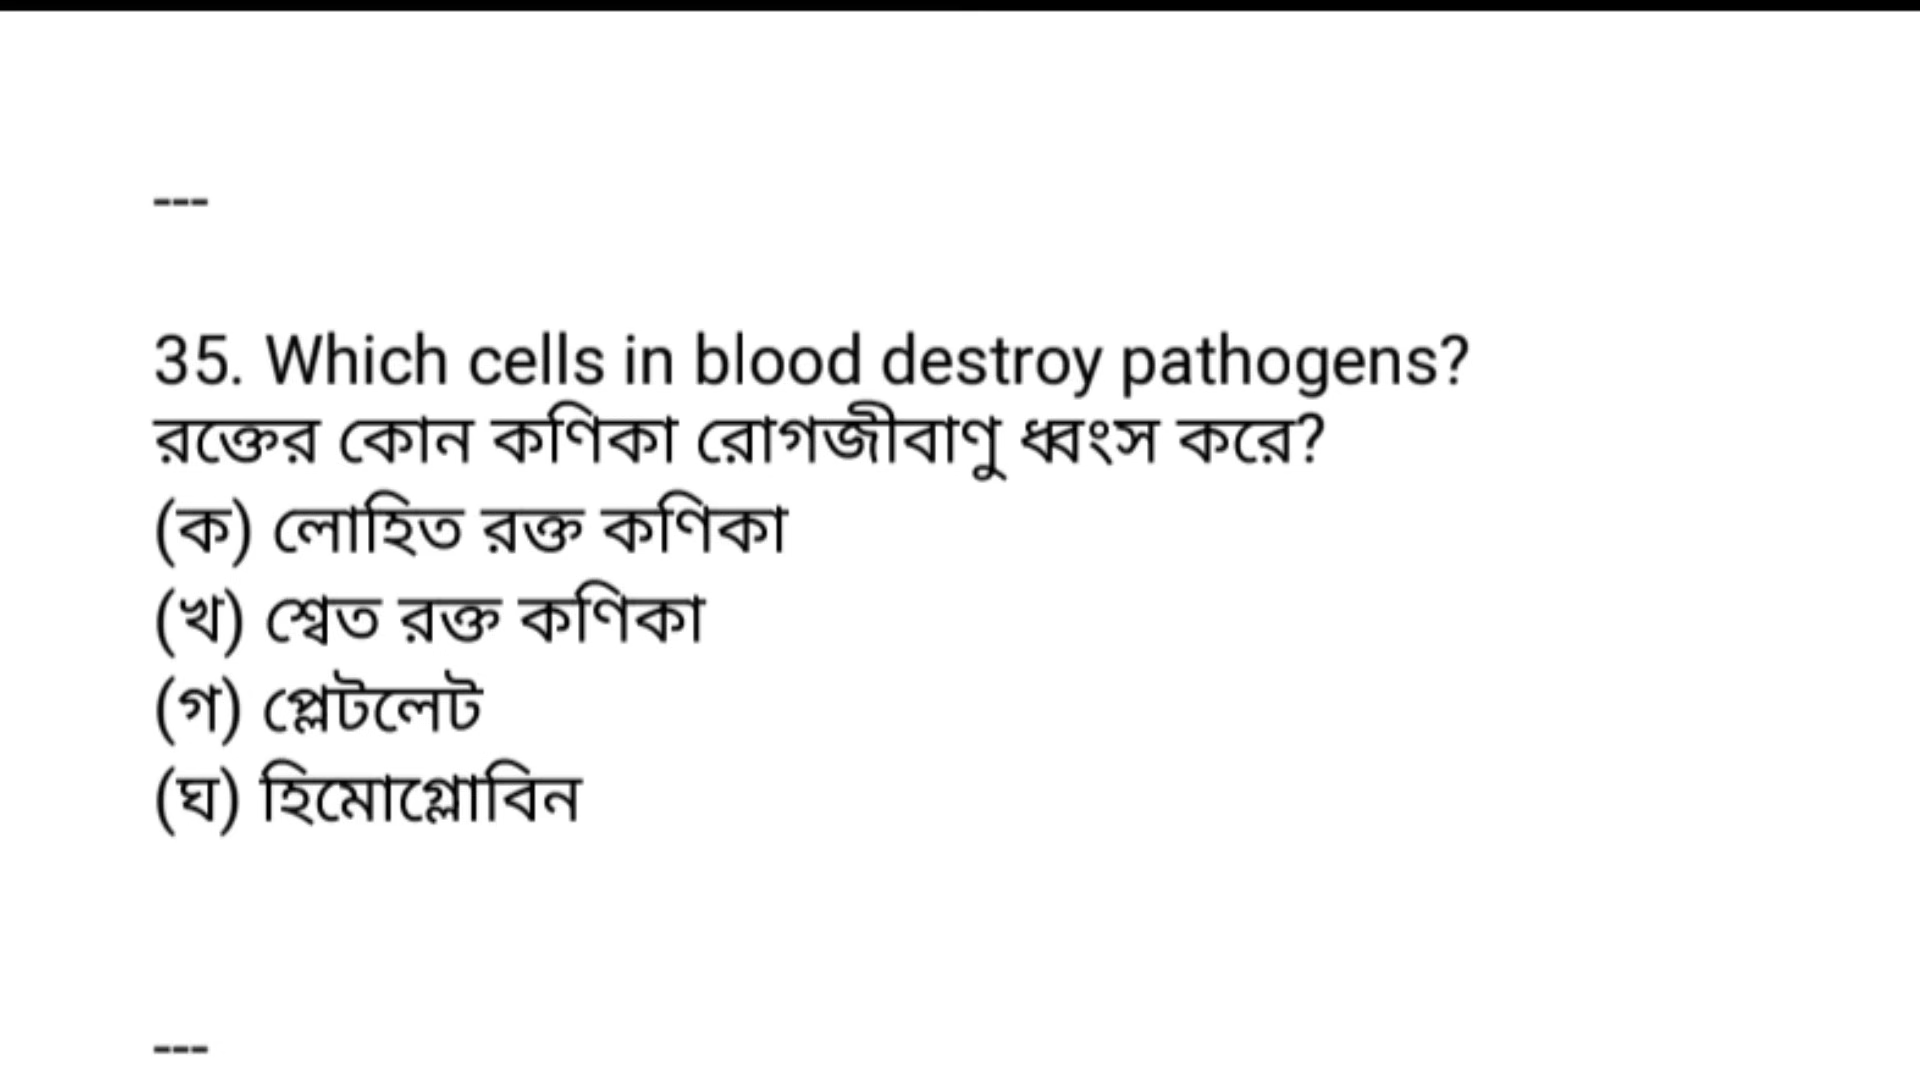 ---
35. Which cells in blood destroy pathogens?
রক্তের কোন কণিকা রোগজীবাণু ধ্বংস করে?
(ক) লোহিত রক্ত কণিকা
(খ) শ্বেত রক্ত কণিকা
(গ) প্লেটলেট
(ঘ) হিমোগ্লোবিন
---